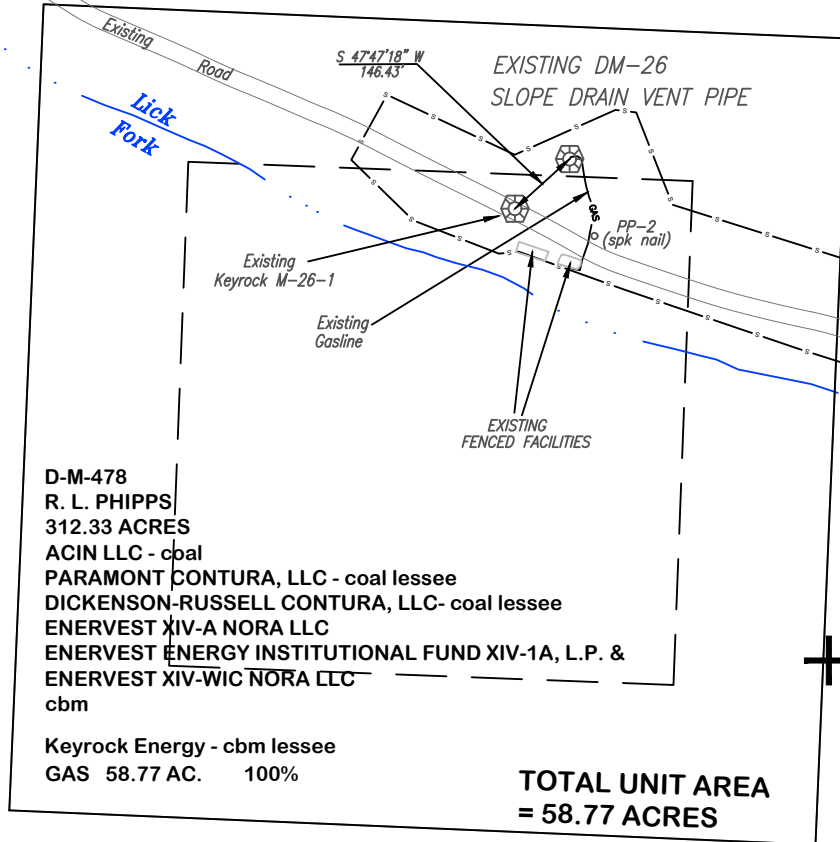 Existing
Road
S 47°47'18" W
146.43'
EXISTING DM-26
SLOPE DRAIN VENT PIPE
Lick
Fork
GAS
PP-2
(spk nail)
Existing
Keyrock M-26-1
Existing
Gasline
EXISTING
FENCED FACILITIES
D-M-478
R. L. PHIPPS
312.33 ACRES
ACIN LLC - coal
PARAMONT CONTURA, LLC - coal lessee
DICKENSON-RUSSELL CONTURA, LLC- coal lessee
ENERVEST XIV-A NORA LLC
ENERVEST ENERGY INSTITUTIONAL FUND XIV-1A, L.P. &
ENERVEST XIV-WIC NORA LLC
cbm
Keyrock Energy - cbm lessee
GAS 58.77 AC. 100%
TOTAL UNIT AREA
= 58.77 ACRES